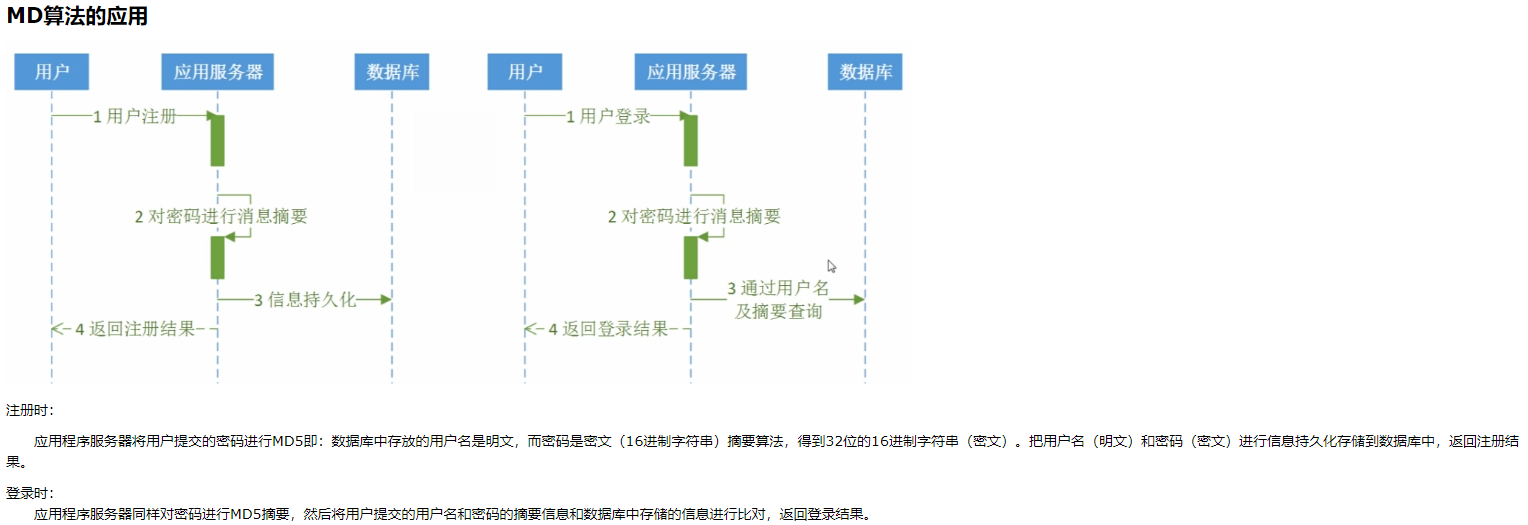 MD算法的应用
用户 应用服务器 数据库 用户 应用服务器 数据库
1 用户注册 1 用户登录
2 对密码进行消息摘要 2 对密码进行消息摘要
3 信息持久化 3 通过用户名
及摘要查询
4 返回注册结果 4 返回登录结果
注册时：
应用程序服务器将用户提交的密码进行MD5即：数据库中存放的用户名是明文，而密码是密文（16进制字符串）摘要算法，得到32位的16进制字符串（密文）。把用户名（明文）和密码（密文）进行信息持久化存储到数据库中，返回注册结
果。
登录时：
应用程序服务器同样对密码进行MD5摘要，然后将用户提交的用户名和密码的摘要信息和数据库中存储的信息进行比对，返回登录结果。